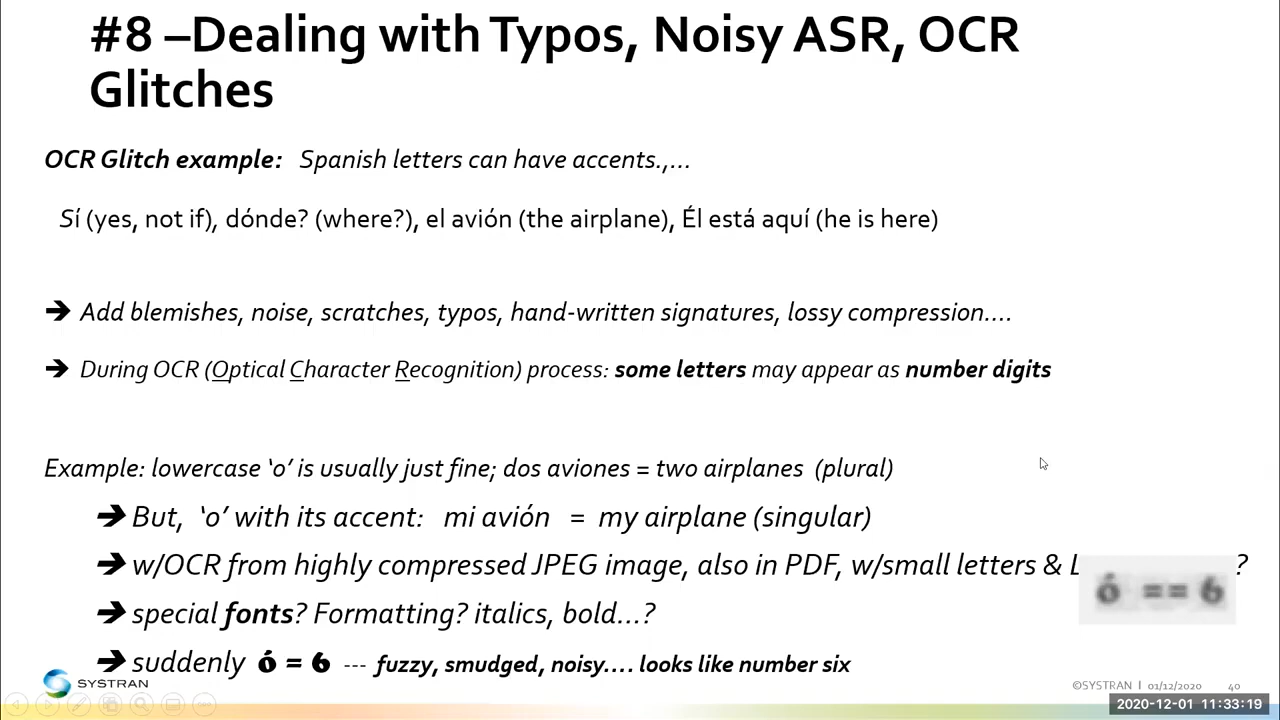 #8 –Dealing with Typos, Noisy ASR, OCR
Glitches
OCR Glitch example: Spanish letters can have accents.,...
Sí (yes, not if), dónde? (where?), el avión (the airplane), Él está aquí (he is here)
➔ Add blemishes, noise, scratches, typos, hand-written signatures, lossy compression....
➔ During OCR (Optical Character Recognition) process: some letters may appear as number digits
Example: lowercase ‘o’ is usually just fine; dos aviones = two airplanes (plural)
➔ But, ‘o’ with its accent: mi avión = my airplane (singular)
➔ w/OCR from highly compressed JPEG image, also in PDF, w/small letters & ?
ó == 6
➔ special fonts? Formatting? italics, bold...?
➔ suddenly ó = 6 --- fuzzy, smudged, noisy.... looks like number six
SYSTRAN
©SYSTRAN | 01/12/2020 40
2020-12-01 11:33:19